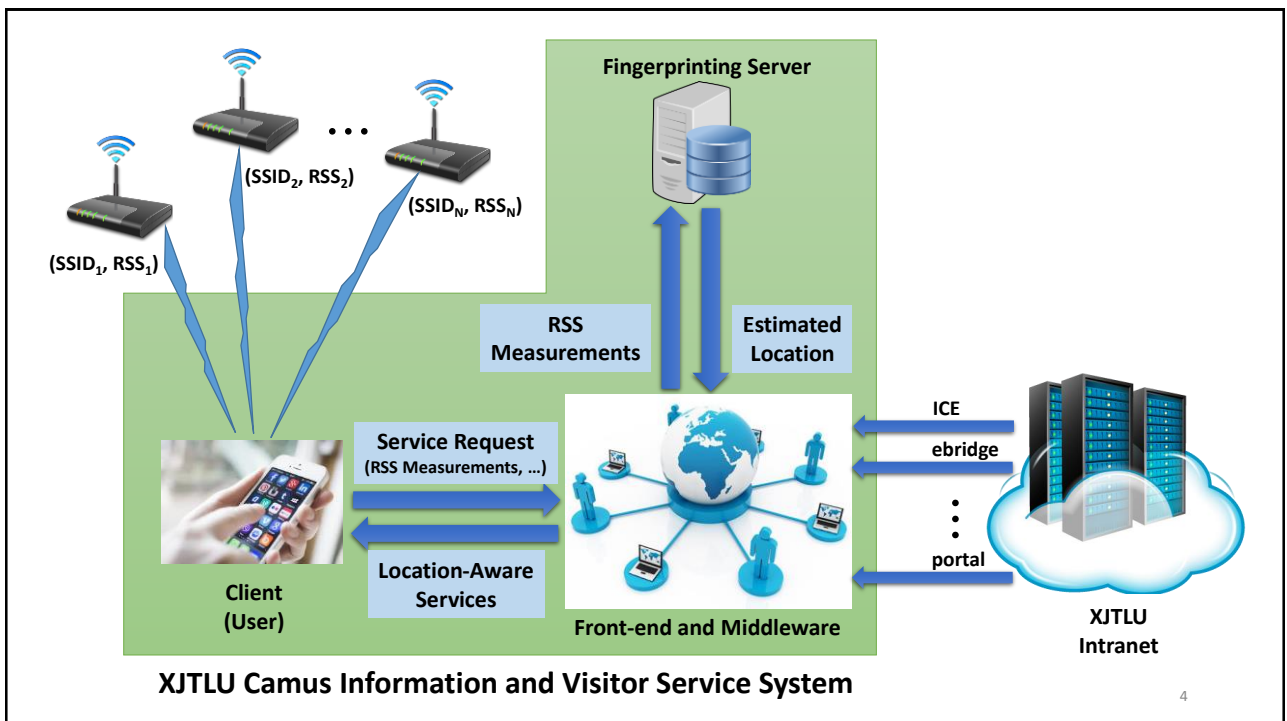 Fingerprinting Server
(SSID₂, RSS₂)
(SSIDN, RSSN)
(SSID₁, RSS₁)
RSS
Measurements
Estimated
Location
Service Request
(RSS Measurements, ...)
Location-Aware
Services
Client
(User)
Front-end and Middleware
ICE
ebridge
portal
XJTLU
Intranet
XJTLU Camus Information and Visitor Service System
4